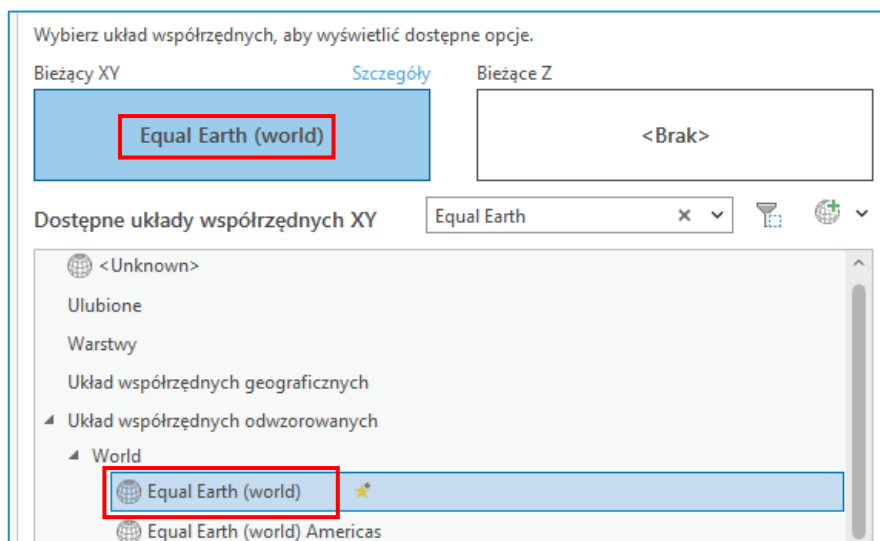 Wybierz układ współrzędnych, aby wyświetlić dostępne opcje.
Bieżący XY Szczegóły Bieżące Z
Equal Earth (world) <Brak>
Dostępne układy współrzędnych XY Equal Earth
<Unknown>
Ulubione
Warstwy
Układ współrzędnych geograficznych
Układ współrzędnych odwzorowanych
World
Equal Earth (world)
Equal Earth (world) Americas